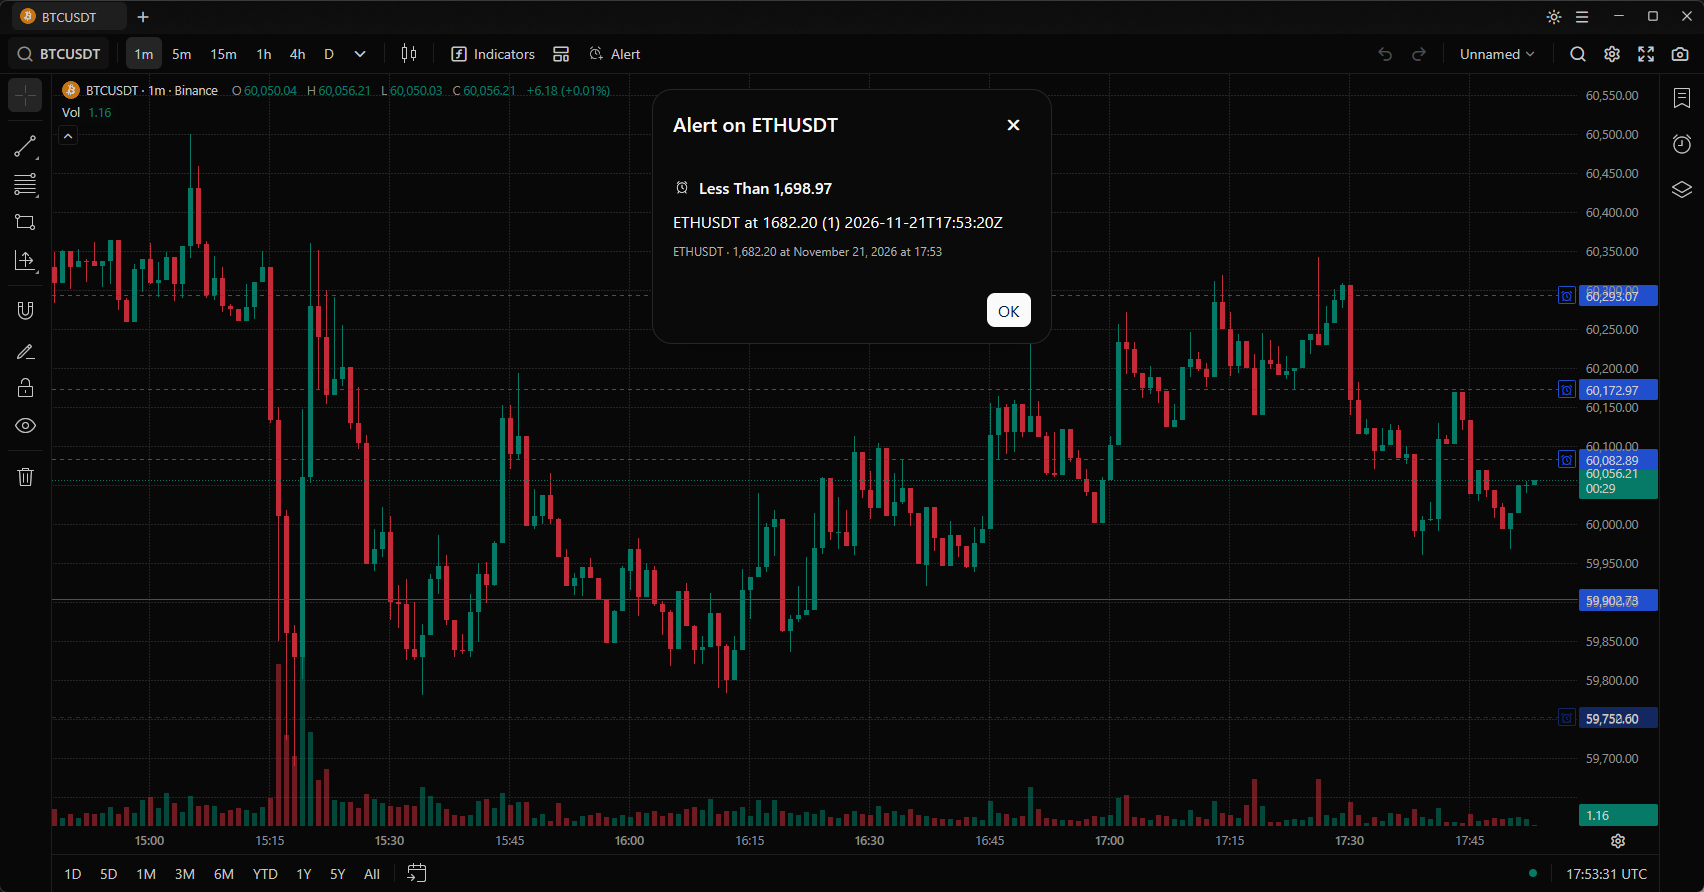 BTCUSDT
BTCUSDT 1m 5m 15m 1h 4h D Indicators Alert Unnamed
BTCUSDT · 1m · Binance O 60,050.04 H 60,056.21 L 60,050.03 C 60,056.21 +6.18 (+0.01%)
Vol 1.16
Alert on ETHUSDT
Less Than 1,698.97
ETHUSDT at 1682.20 (1) 2026-11-21T17:53:20Z
ETHUSDT · 1,682.20 at November 21, 2026 at 17:53
OK
60,550.00
60,500.00
60,450.00
60,400.00
60,350.00
60,293.07
60,250.00
60,200.00
60,172.97
60,150.00
60,100.00
60,082.89
60,056.21
00:29
60,000.00
59,950.00
59,902.73
59,850.00
59,800.00
59,752.60
59,700.00
1.16
15:00 15:15 15:30 15:45 16:00 16:15 16:30 16:45 17:00 17:15 17:30 17:45
1D 5D 1M 3M 6M YTD 1Y 5Y All 17:53:31 UTC